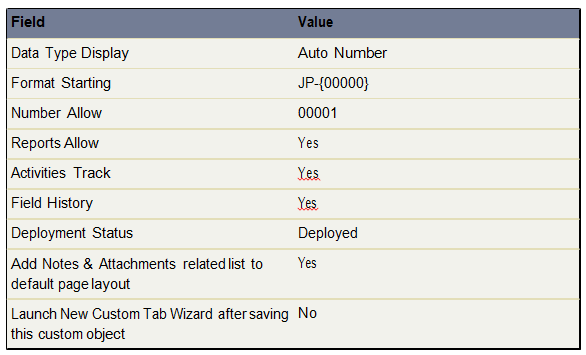 Field Value
Data Type Display Auto Number
Format Starting JP-{00000}
Number Allow 00001
Reports Allow Yes
Activities Track Yes
Field History Yes
Deployment Status Deployed
Add Notes & Attachments related list to Yes
default page layout
Launch New Custom Tab Wizard after saving No
this custom object